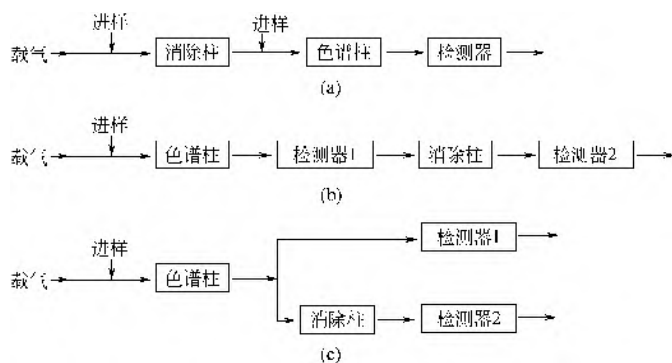 进样 进样
载气 消除柱 色谱柱 检测器
(a)
进样
载气 色谱柱 检测器1 消除柱 检测器2
(b)
检测器1
进样
载气 色谱柱
消除柱 检测器2
(c)